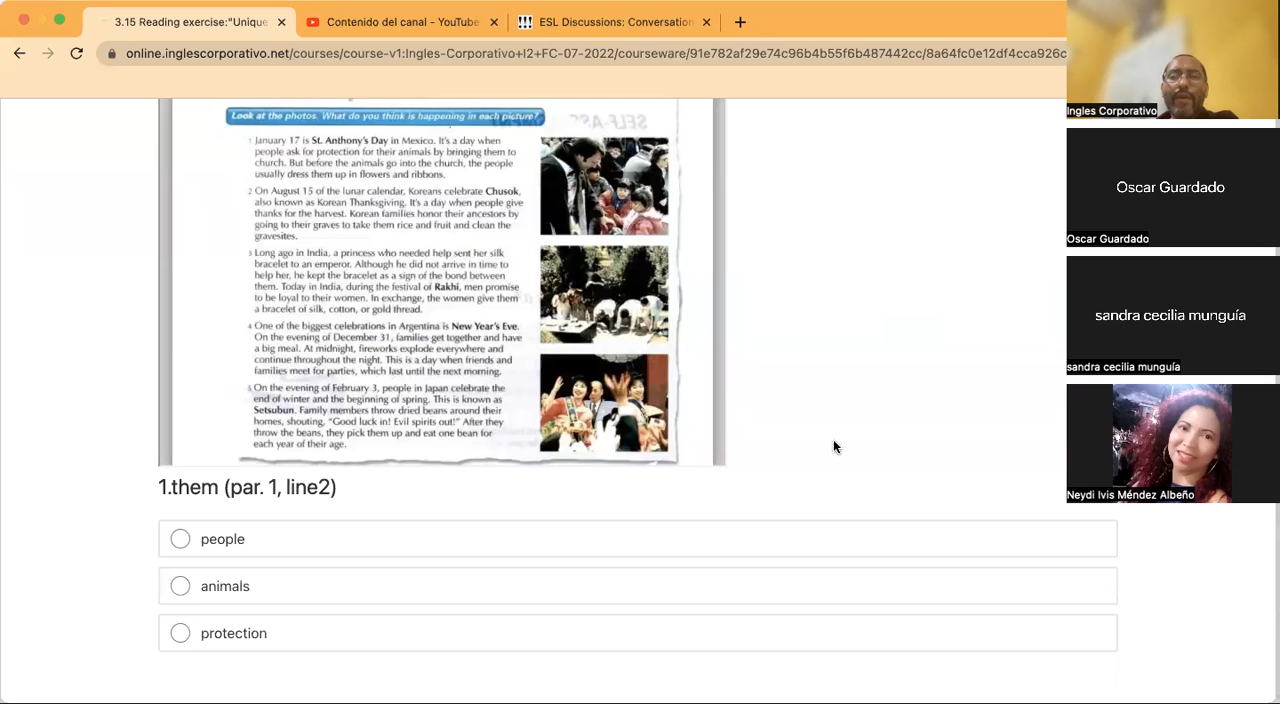 3.15 Reading exercise:"Unique
Contenido del canal - YouTube
ESL Discussions: Conversation
online.inglescorporativo.net/courses/course-v1:Ingles-Corporativo+I2+FC-07-2022/courseware/91e782af29e74c96b4b55f6b487442cc/8a64fc0e12df4cca926c
Look at the photos. What do you think is happening in each picture?
1 January 17 is St. Anthony's Day in Mexico. It's a day when
people ask for protection for their animals by bringing them to
church. But before the animals go into the church, the people
usually dress them up in flowers and ribbons.
2 On August 15 of the lunar calendar, Koreans celebrate Chusok,
also known as Korean Thanksgiving. It's a day when people give
thanks for the harvest. Korean families honor their ancestors by
going to their graves to take them rice and fruit and clean the
gravesites.
3 Long ago in India, a princess who needed help sent her silk
bracelet to an emperor. Although he did not arrive in time to
help her, he kept the bracelet as a sign of the bond between
them. Today in India, during the festival of Rakhi, men promise
to be loyal to their women. In exchange, the women give them
a bracelet of silk, cotton, or gold thread.
4 One of the biggest celebrations in Argentina is New Year's Eve.
On the evening of December 31, families get together and have
a big meal. At midnight, fireworks explode everywhere and
continue throughout the night. This is a day when friends and
families meet for parties, which last until the next morning.
5 On the evening of February 3, people in Japan celebrate the
end of winter and the beginning of spring. This is known as
Setsubun. Family members throw dried beans around their
homes, shouting, "Good luck in! Evil spirits out!" After they
throw the beans, they pick them up and eat one bean for
each year of their age.
1.them (par. 1, line2)
people
animals
protection
Ingles Corporativo
Oscar Guardado
Oscar Guardado
sandra cecilia munguía
sandra cecilia munguía
Neydi Ivis Méndez Albeño